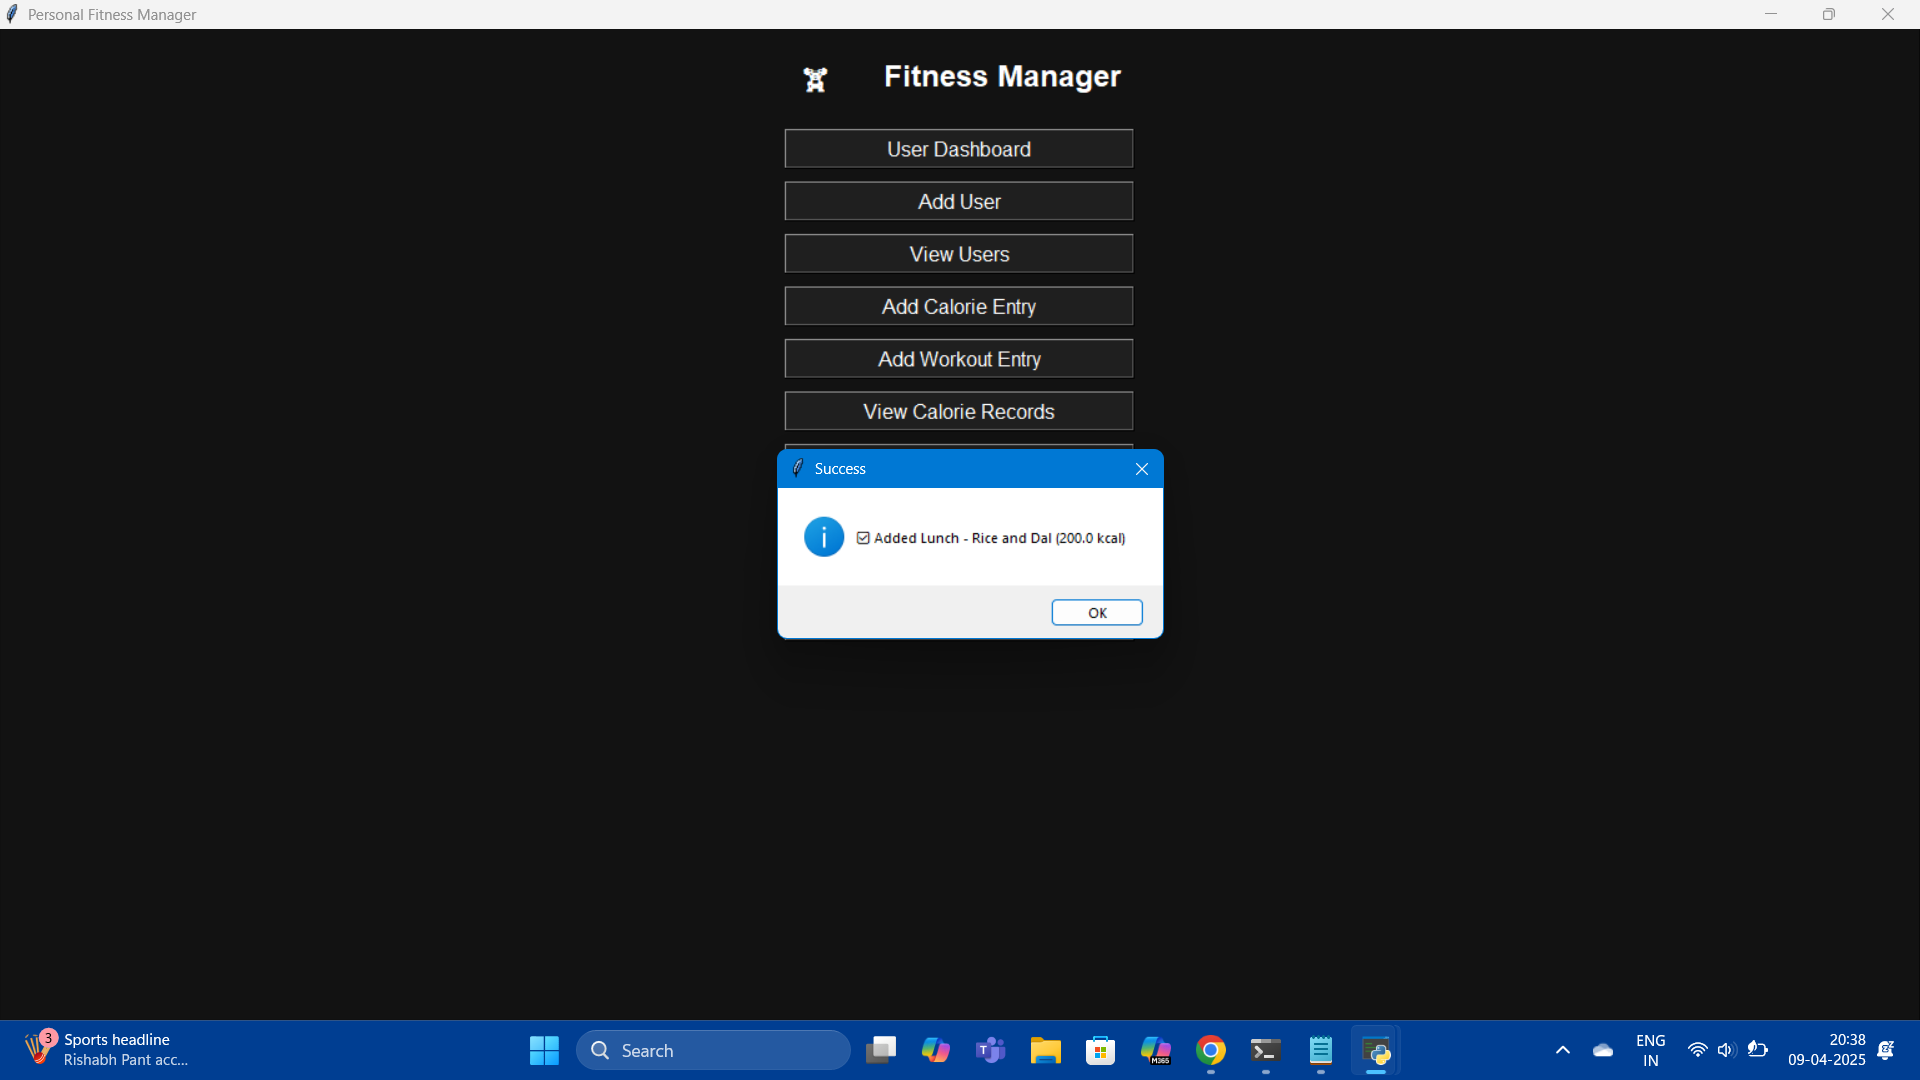 Personal Fitness Manager
Fitness Manager
User Dashboard
Add User
View Users
Add Calorie Entry
Add Workout Entry
View Calorie Records
Success
☑ Added Lunch - Rice and Dal (200.0 kcal)
OK
3
Sports headline
Rishabh Pant acc...
Search
T
M365
ENG
IN
20:38
09-04-2025